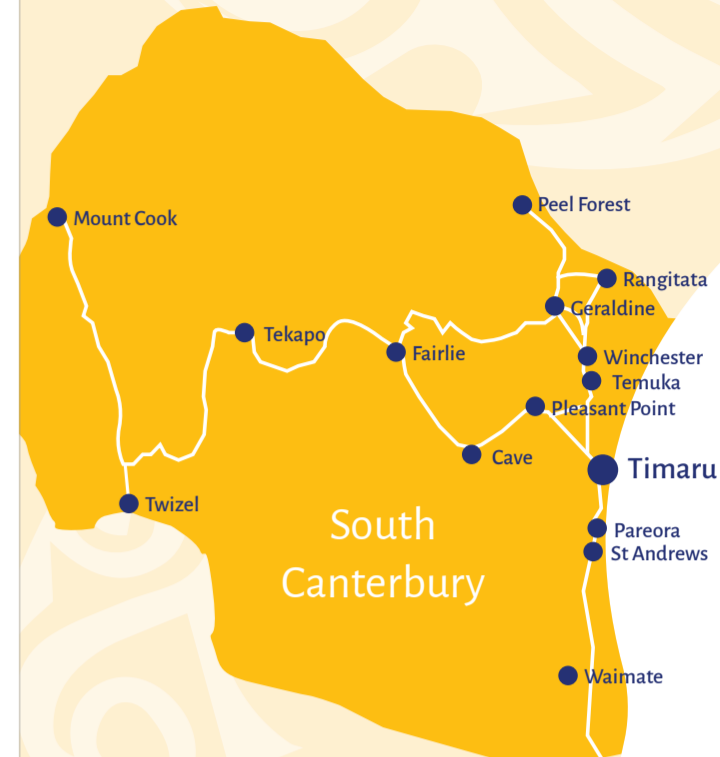 Peel Forest
Mount Cook
Rangitata
Geraldine
Tekapo
Fairlie
Winchester
Temuka
Pleasant Point
Cave
Timaru
Twizel
South
Canterbury
Pareora
St Andrews
Waimate